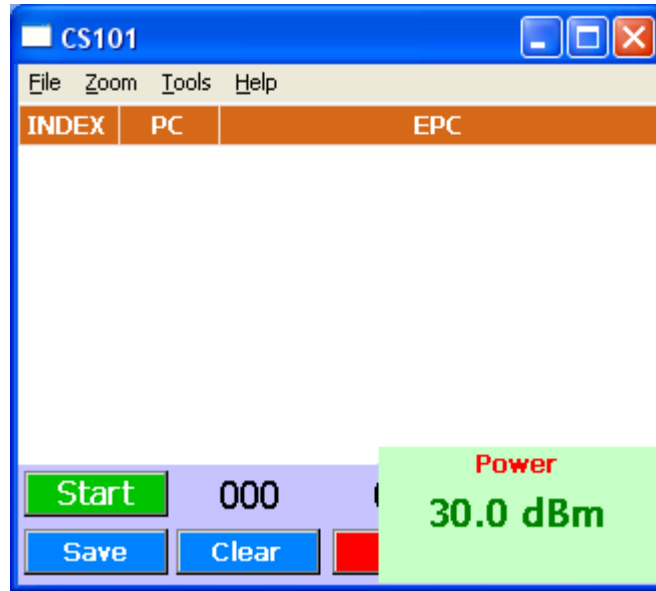 CS101
File Zoom Tools Help
INDEX PC EPC
Power
Start 000
30.0 dBm
Save Clear